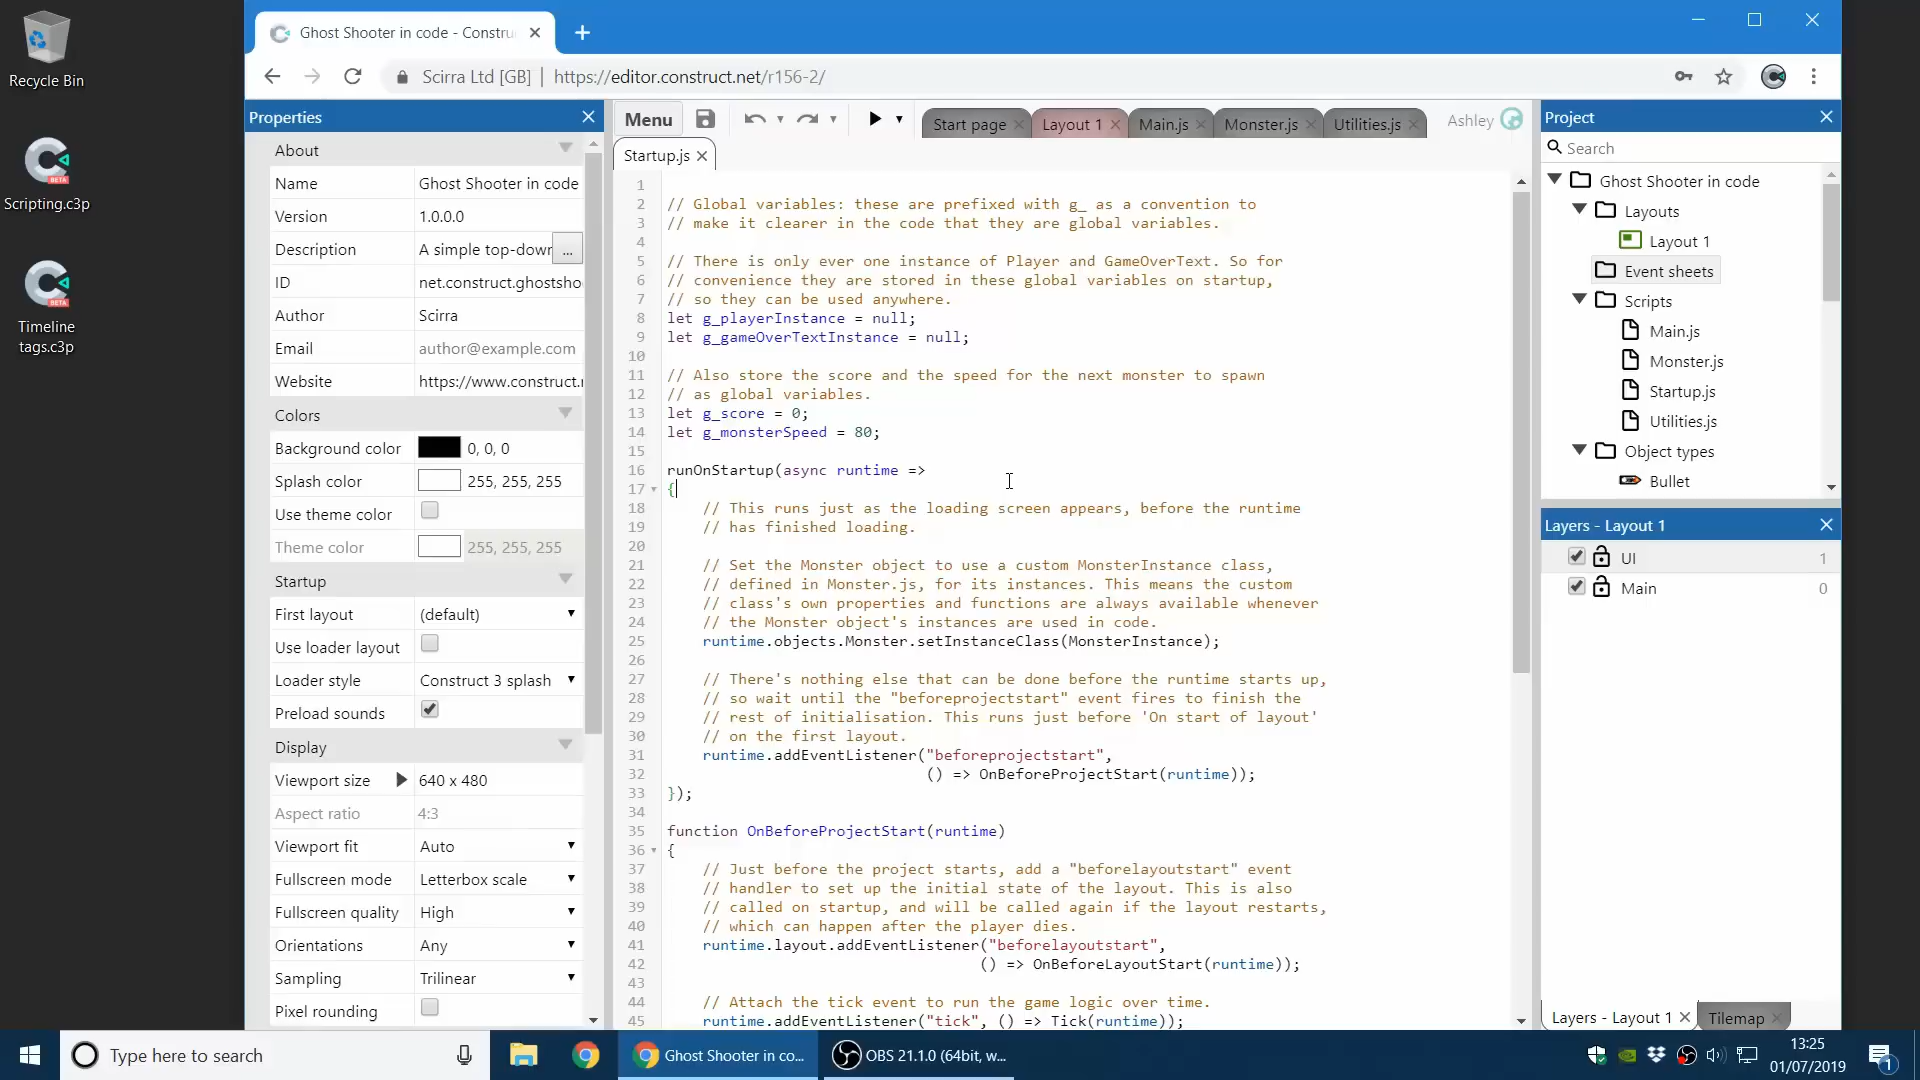 Recycle Bin
Scripting.c3p
Timeline
tags.c3p
Ghost Shooter in code - Constru
Scirra Ltd [GB] | https://editor.construct.net/r156-2/
Properties
About
Name Ghost Shooter in code
Version 1.0.0.0
Description A simple top-down ...
ID net.construct.ghostsho
Author Scirra
Email author@example.com
Website https://www.construct.
Colors
Background color 0, 0, 0
Splash color 255, 255, 255
Use theme color
Theme color 255, 255, 255
Startup
First layout (default)
Use loader layout
Loader style Construct 3 splash
Preload sounds
Display
Viewport size 640 x 480
Aspect ratio 4:3
Viewport fit Auto
Fullscreen mode Letterbox scale
Fullscreen quality High
Orientations Any
Sampling Trilinear
Pixel rounding
Menu
Start page
Layout 1
Main.js
Monster.js
Utilities.js
Ashley
Startup.js
1
2 // Global variables: these are prefixed with g_ as a convention to
3 // make it clearer in the code that they are global variables.
4
5 // There is only ever one instance of Player and GameOverText. So for
6 // convenience they are stored in these global variables on startup,
7 // so they can be used anywhere.
8 let g_playerInstance = null;
9 let g_gameOverTextInstance = null;
10
11 // Also store the score and the speed for the next monster to spawn
12 // as global variables.
13 let g_score = 0;
14 let g_monsterSpeed = 80;
15
16 runOnStartup(async runtime =>
17 {
18 // This runs just as the loading screen appears, before the runtime
19 // has finished loading.
20
21 // Set the Monster object to use a custom MonsterInstance class,
22 // defined in Monster.js, for its instances. This means the custom
23 // class's own properties and functions are always available whenever
24 // the Monster object's instances are used in code.
25 runtime.objects.Monster.setInstanceClass(MonsterInstance);
26
27 // There's nothing else that can be done before the runtime starts up,
28 // so wait until the "beforeprojectstart" event fires to finish the
29 // rest of initialisation. This runs just before 'On start of layout'
30 // on the first layout.
31 runtime.addEventListener("beforeprojectstart",
32 () => OnBeforeProjectStart(runtime));
33 });
34
35 function OnBeforeProjectStart(runtime)
36 {
37 // Just before the project starts, add a "beforelayoutstart" event
38 // handler to set up the initial state of the layout. This is also
39 // called on startup, and will be called again if the layout restarts,
40 // which can happen after the player dies.
41 runtime.layout.addEventListener("beforelayoutstart",
42 () => OnBeforeLayoutStart(runtime));
43
44 // Attach the tick event to run the game logic over time.
45 runtime.addEventListener("tick", () => Tick(runtime));
Project
Search
Ghost Shooter in code
Layouts
Layout 1
Event sheets
Scripts
Main.js
Monster.js
Startup.js
Utilities.js
Object types
Bullet
Layers - Layout 1
UI 1
Main 0
Layers - Layout 1
Tilemap
Type here to search
Ghost Shooter in co...
OBS 21.1.0 (64bit, w...
13:25
01/07/2019
1